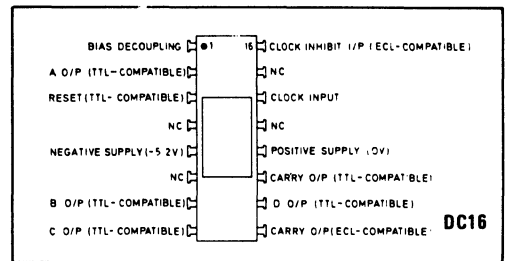 BIAS DECOUPLING 1 16 CLOCK INHIBIT I/P (ECL-COMPATIBLE)
A O/P (TTL-COMPATIBLE) NC
RESET (TTL-COMPATIBLE) CLOCK INPUT
NC NC
NEGATIVE SUPPLY (-5.2V) POSITIVE SUPPLY (0V)
NC CARRY O/P (TTL-COMPATIBLE)
B O/P (TTL-COMPATIBLE) D O/P (TTL-COMPATIBLE)
C O/P (TTL-COMPATIBLE) CARRY O/P (ECL-COMPATIBLE
DC16